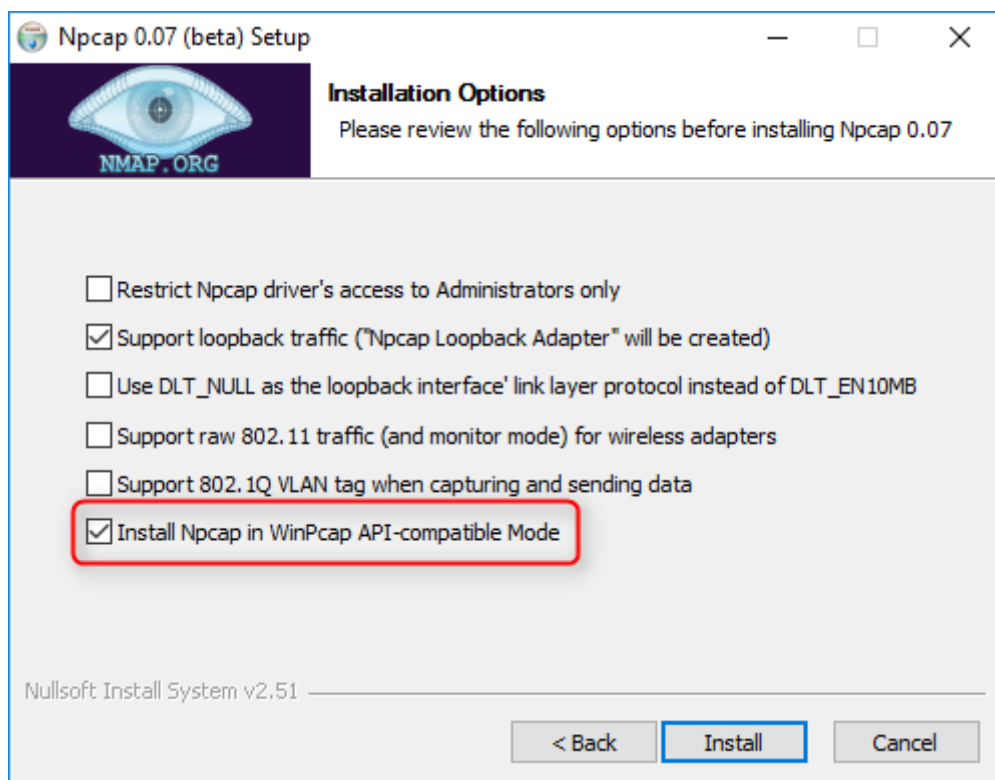 Npcap 0.07 (beta) Setup
NMAP.ORG
Installation Options
Please review the following options before installing Npcap 0.07
Restrict Npcap driver's access to Administrators only
Support loopback traffic ("Npcap Loopback Adapter" will be created)
Use DLT_NULL as the loopback interface' link layer protocol instead of DLT_EN10MB
Support raw 802.11 traffic (and monitor mode) for wireless adapters
Support 802.1Q VLAN tag when capturing and sending data
Install Npcap in WinPcap API-compatible Mode
Nullsoft Install System v2.51
< Back Install Cancel